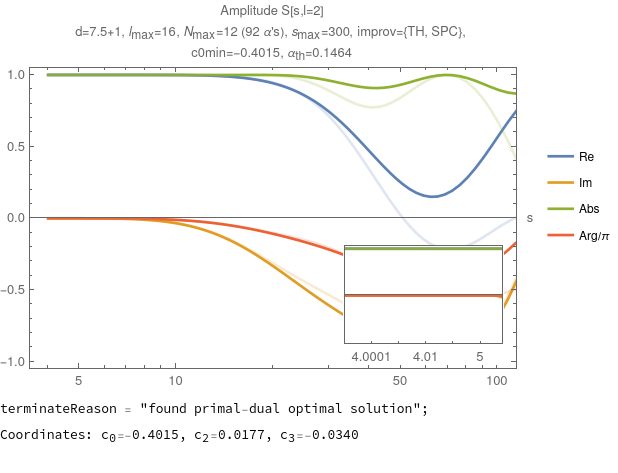 Amplitude S[s,l=2]
d=7.5+1, lmax=16, Nmax=12 (92 α's), smax=300, improv={TH, SPC},
c0min=−0.4015, αth=0.1464
1.0
0.5
0.0
−0.5
−1.0
5
10
50
100
s
4.0001
4.01
5
Re
Im
Abs
Arg/π
terminateReason = "found primal-dual optimal solution";
Coordinates: c0=-0.4015, c2=0.0177, c3=-0.0340